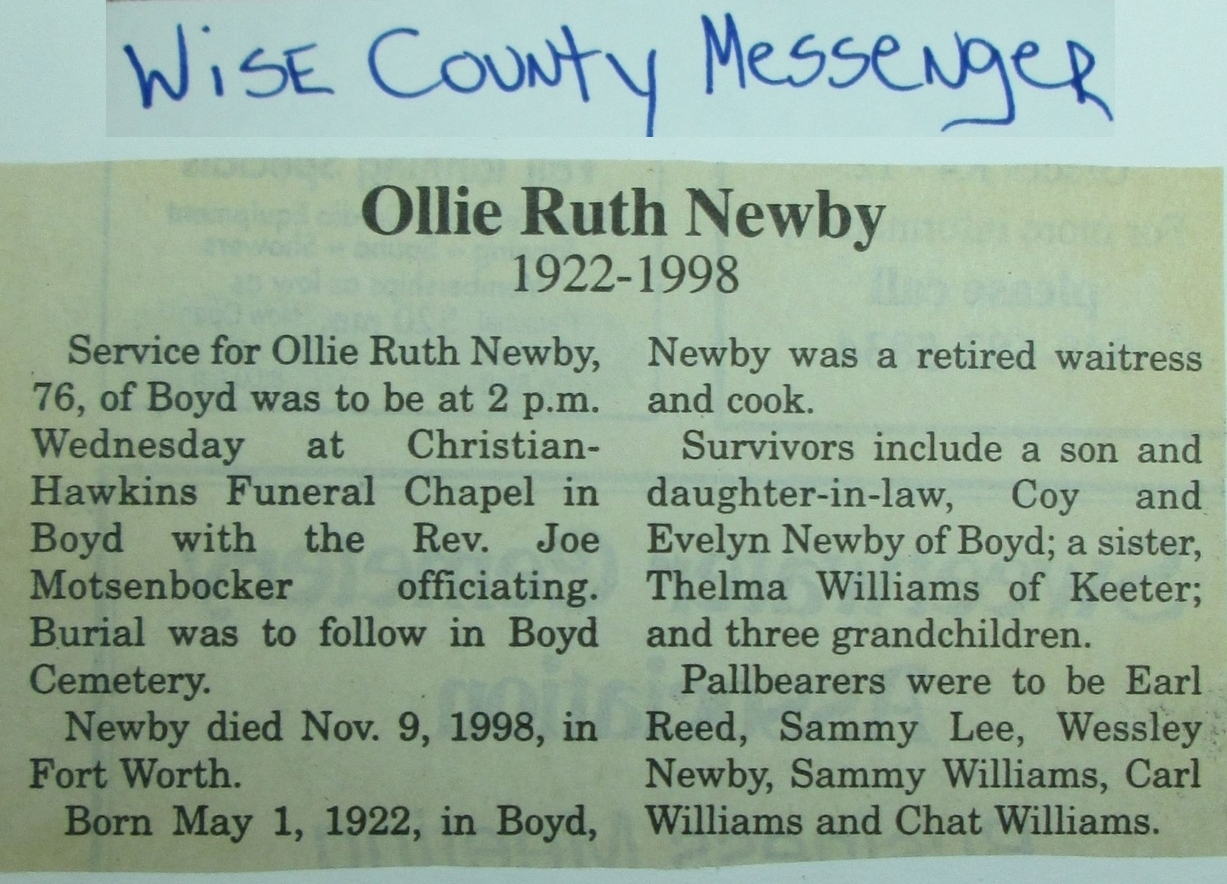 WiSE COUNTy MesseNgeR
Ollie Ruth Newby
1922-1998
Service for Ollie Ruth Newby,
76, of Boyd was to be at 2 p.m.
Wednesday at Christian-
Hawkins Funeral Chapel in
Boyd with the Rev. Joe
Motsenbocker officiating.
Burial was to follow in Boyd
Cemetery.
Newby died Nov. 9, 1998, in
Fort Worth.
Born May 1, 1922, in Boyd,
Newby was a retired waitress
and cook.
Survivors include a son and
daughter-in-law, Coy and
Evelyn Newby of Boyd; a sister,
Thelma Williams of Keeter;
and three grandchildren.
Pallbearers were to be Earl
Reed, Sammy Lee, Wessley
Newby, Sammy Williams, Carl
Williams and Chat Williams.